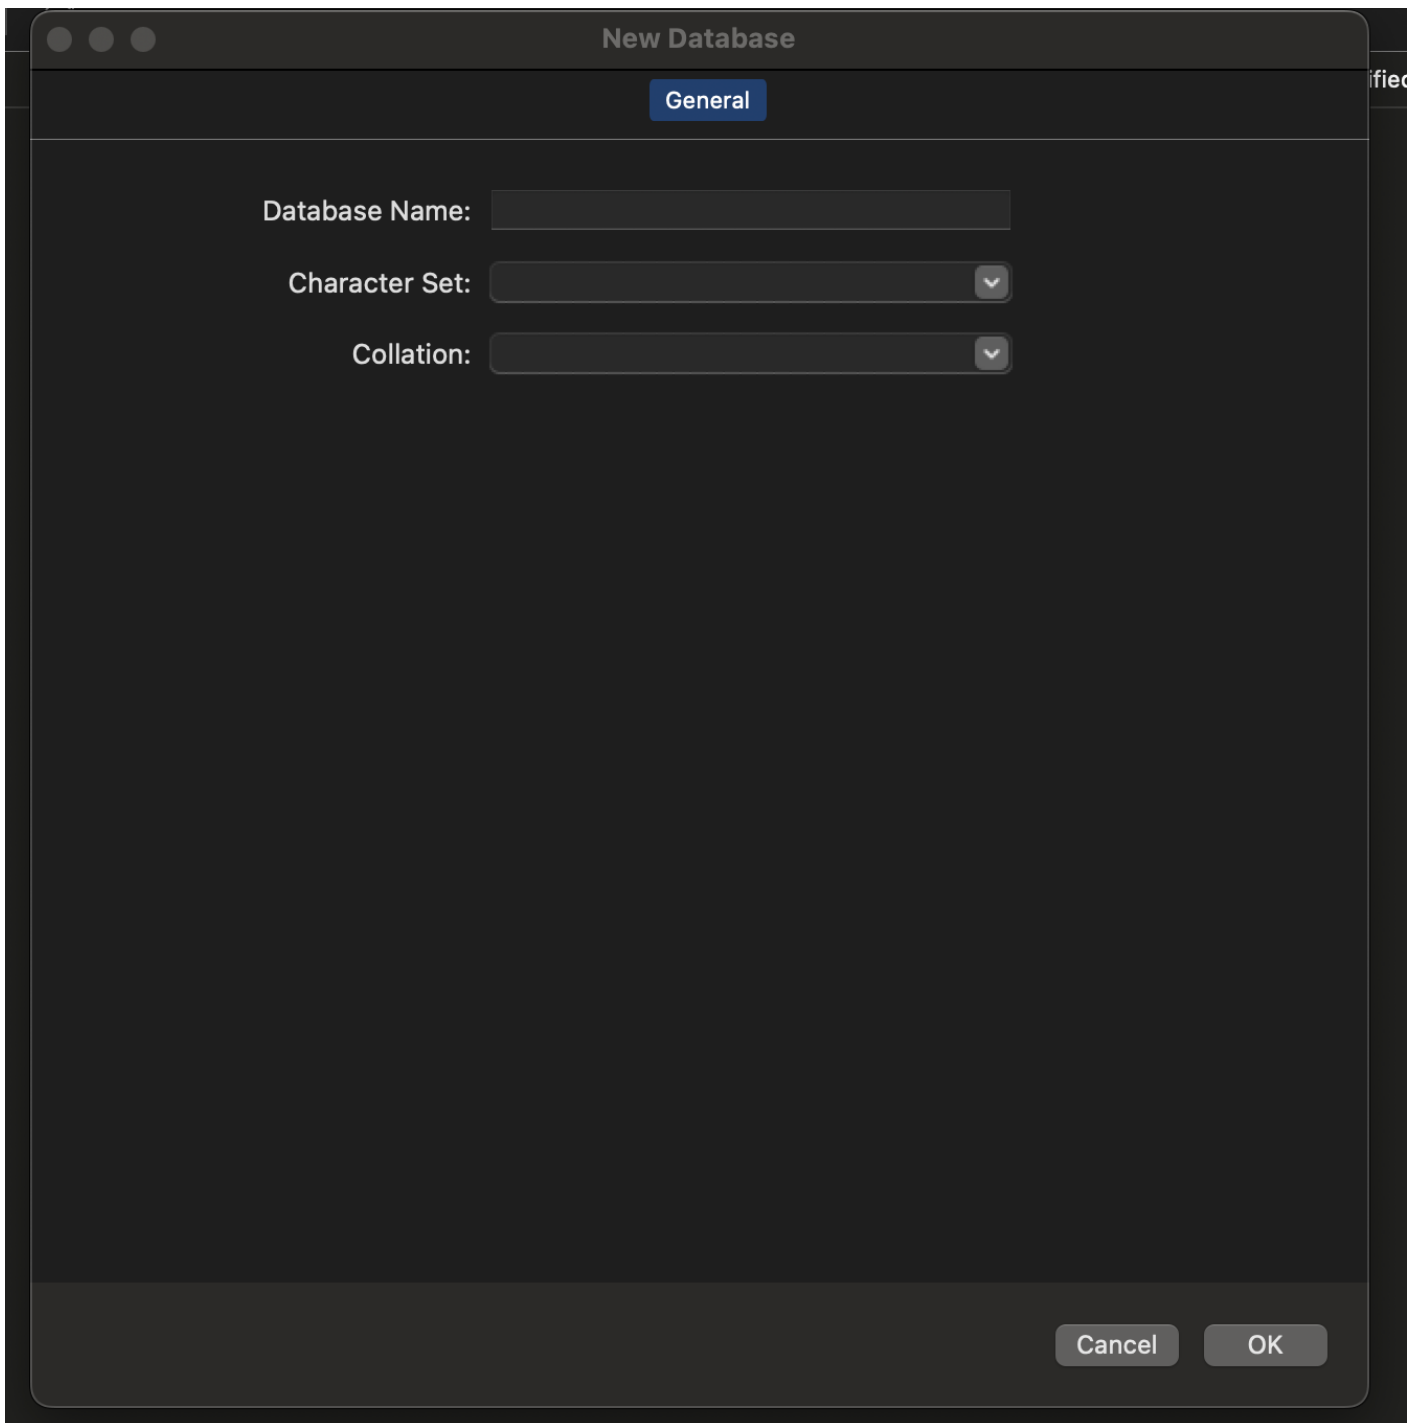 New Database
General
Database Name:
Character Set:
Collation:
Cancel
OK